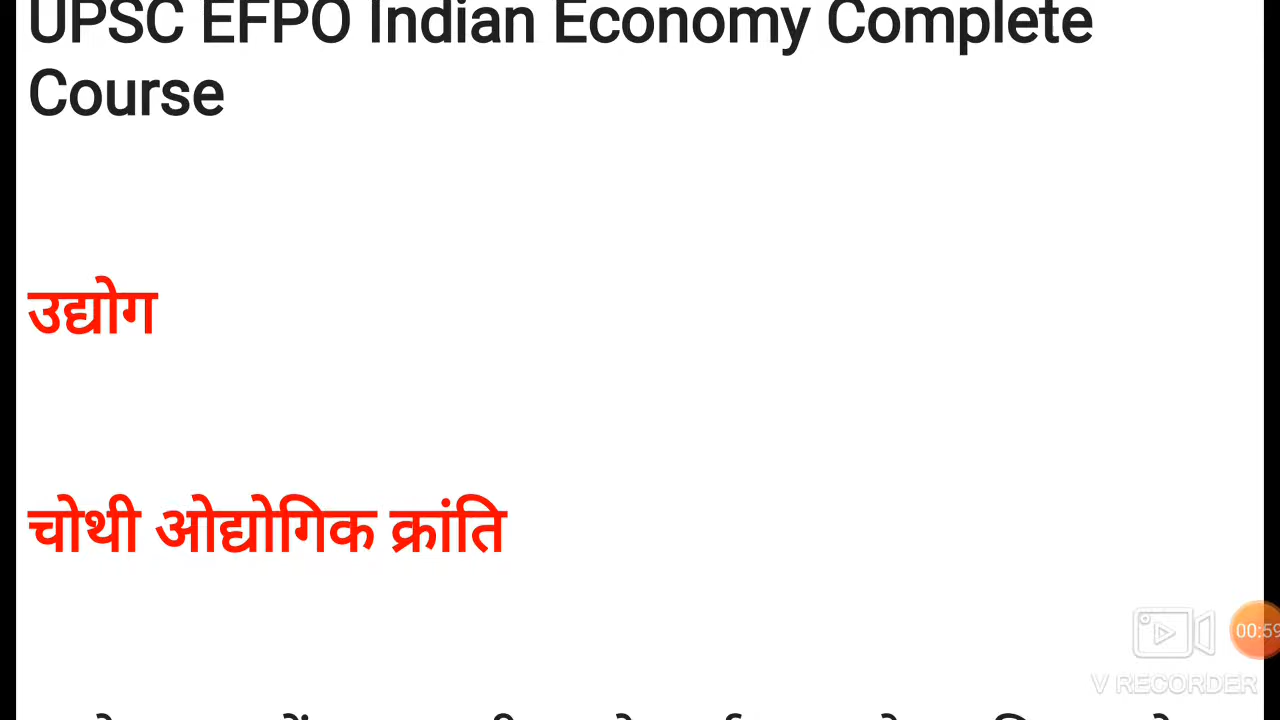 UPSC EFPO Indian Economy Complete
Course
उद्योग
चोथी ओद्योगिक क्रांति
00:59
V RECORDER